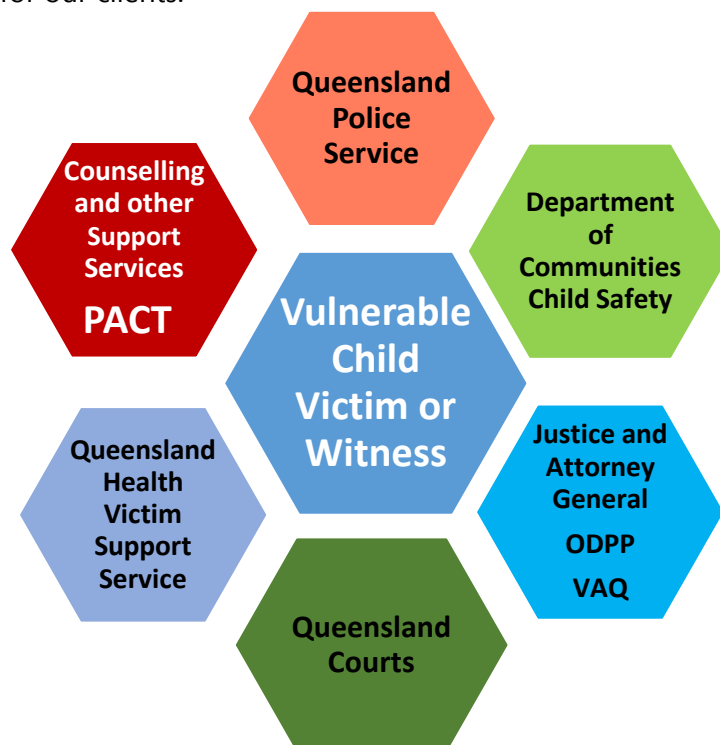 for our clients.
Queensland
Police
Service
Counselling
and other
Support
Services
PACT
Department
of
Communities
Child Safety
Vulnerable
Child
Victim or
Witness
Queensland
Health
Victim
Support
Service
Justice and
Attorney
General
ODPP
VAQ
Queensland
Courts